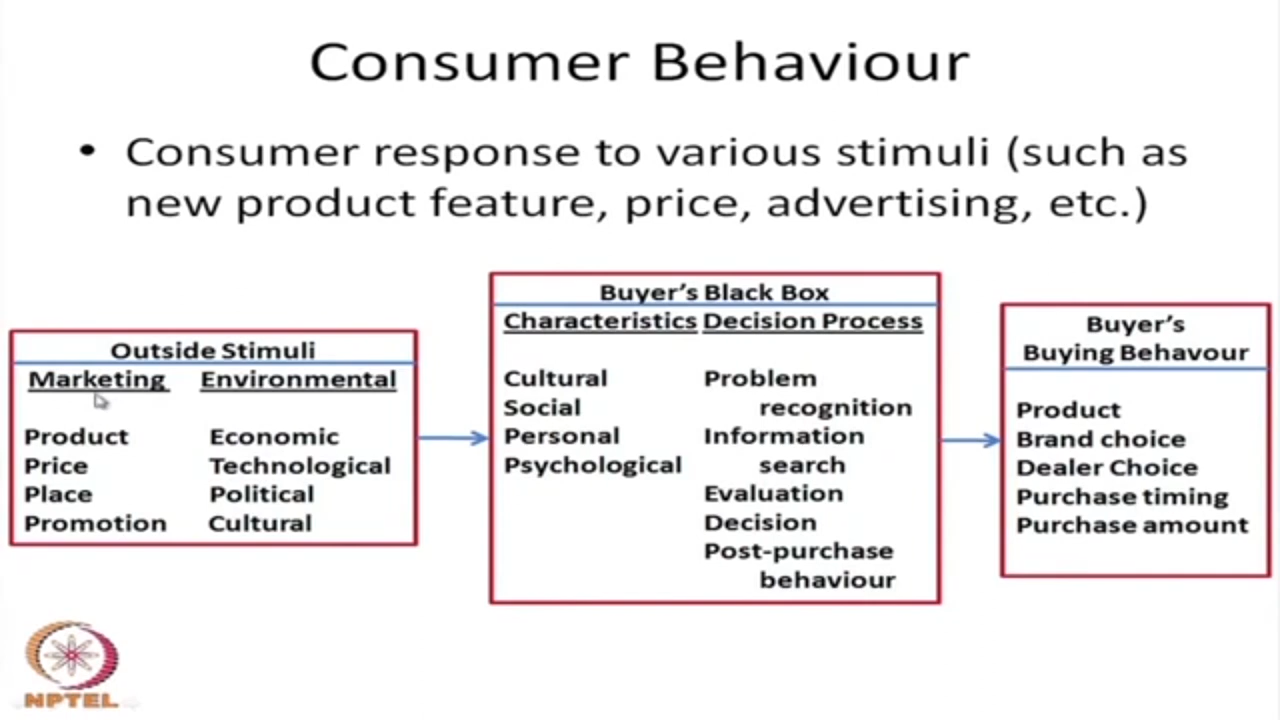 Consumer Behaviour
• Consumer response to various stimuli (such as
new product feature, price, advertising, etc.)
Outside Stimuli
Marketing Environmental
Product Economic
Price Technological
Place Political
Promotion Cultural
Buyer's Black Box
Characteristics Decision Process
Cultural Problem
Social recognition
Personal Information
Psychological search
Evaluation
Decision
Post-purchase
behaviour
Buyer's
Buying Behavour
Product
Brand choice
Dealer Choice
Purchase timing
Purchase amount
NPTEL